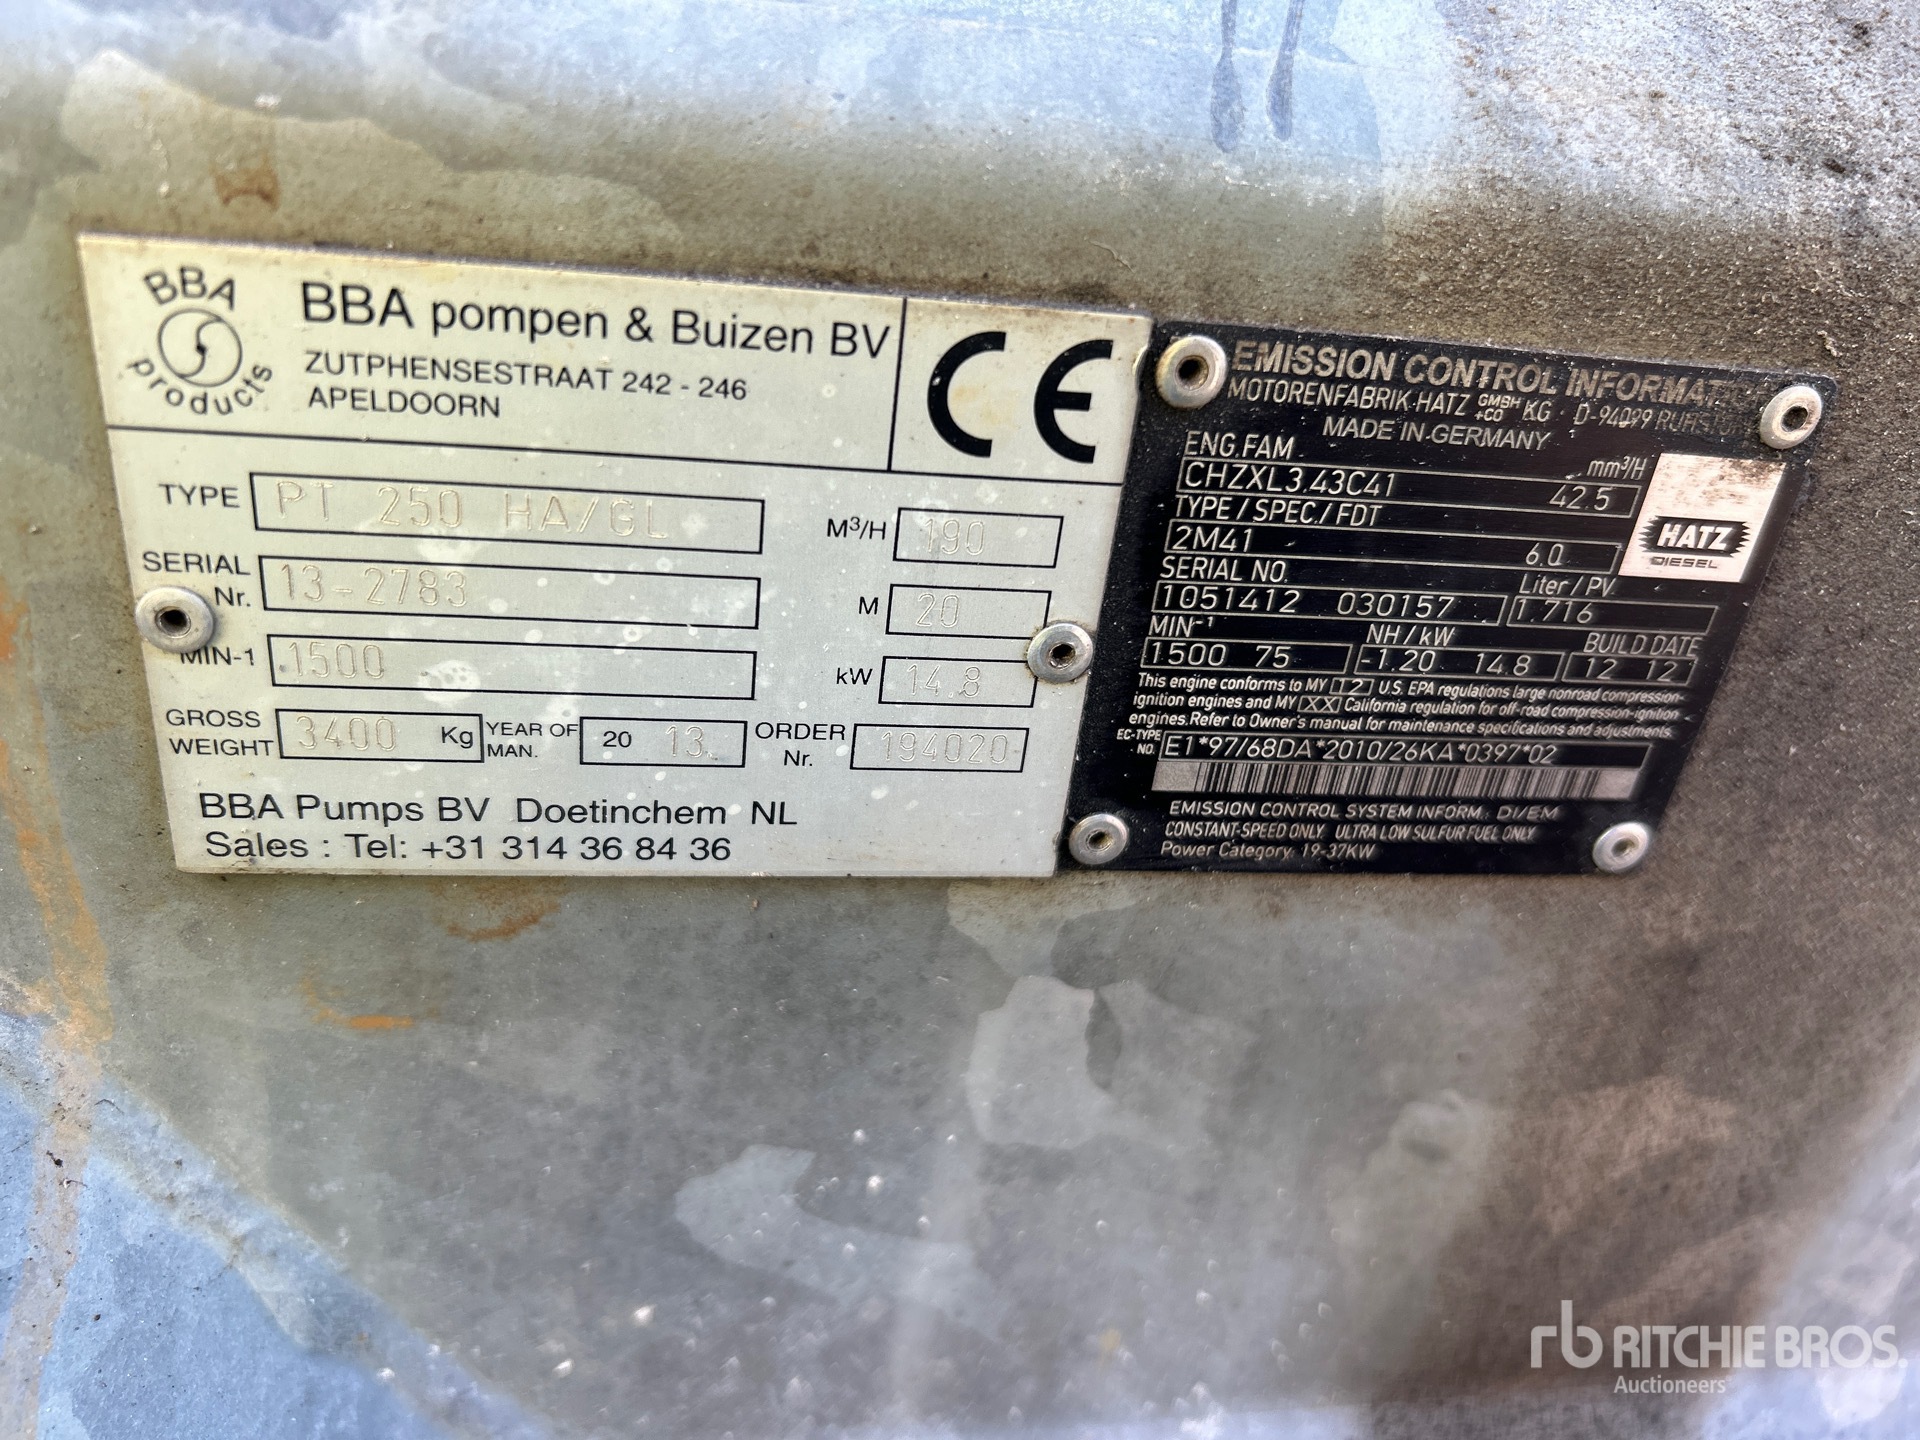 BBA products
BBA pompen & Buizen BV
ZUTPHENSESTRAAT 242 - 246
APELDOORN
CE
TYPE PT 250 HA/GL
M³/H 190
SERIAL Nr. 13-2783
M 20
MIN-1 1500
kW 14.8
GROSS WEIGHT 3400 Kg
YEAR OF MAN. 20 13
ORDER Nr. 194020
BBA Pumps BV Doetinchem NL
Sales : Tel: +31 314 36 84 36
EMISSION CONTROL INFORMATION
MOTORENFABRIK HATZ GMBH +CO KG · D-94099
MADE IN GERMANY
ENG. FAM mm³/H
CHZXL3.43C41 42.5
TYPE / SPEC. / FDT
2M41 6.0
HATZ
DIESEL
SERIAL NO. Liter / PV
1051412 030157 1.716
MIN-1 NH / kW BUILD DATE
1500 75 -1.20 14.8 12 12
This engine conforms to MY 12 U.S. EPA regulations large nonroad compression-
ignition engines and MY XX California regulation for off-road compression-ignition
engines. Refer to Owner's manual for maintenance specifications and adjustments.
EC-TYPE NO. E1*97/68DA*2010/26KA*0397*02
EMISSION CONTROL SYSTEM INFORM.: DI/EM
CONSTANT-SPEED ONLY ULTRA LOW SULFUR FUEL ONLY
Power Category: 19-37KW
rb RITCHIE BROS.
Auctioneers